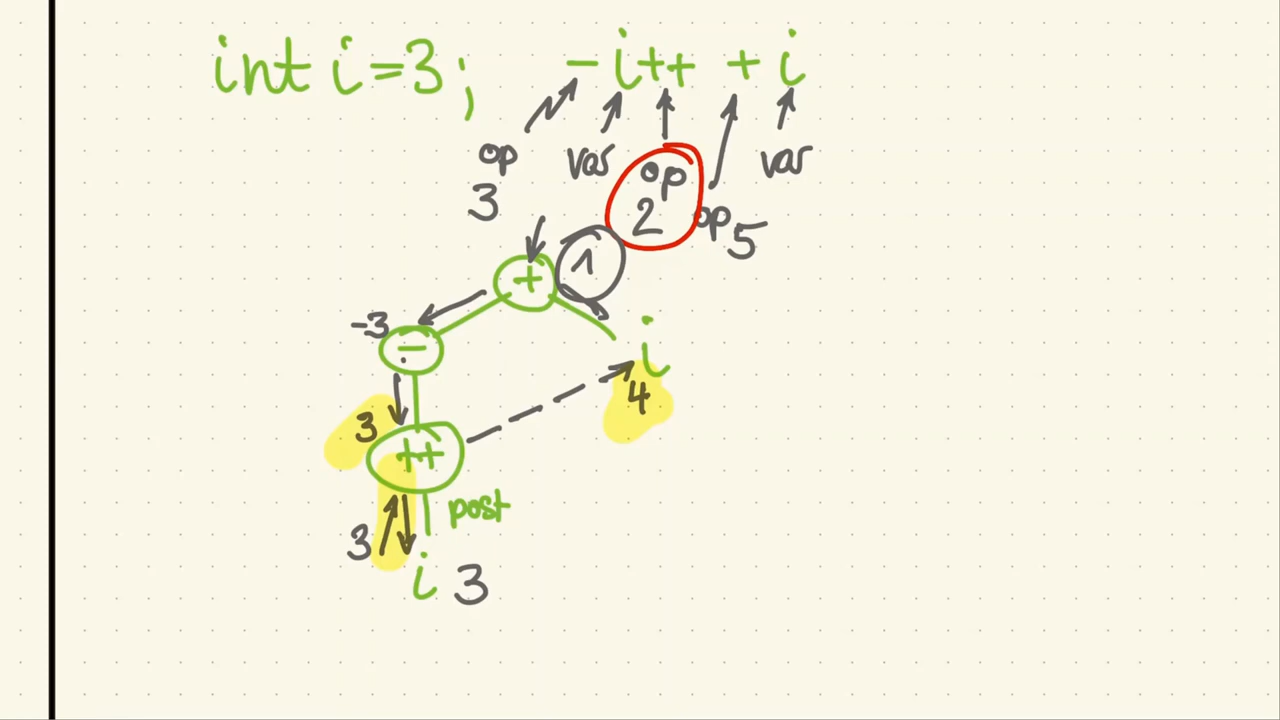 int i=3; -i++ +i
op var op var
3 2 op 5
+ 1
-3 - i
3 4
++
post
3
i 3